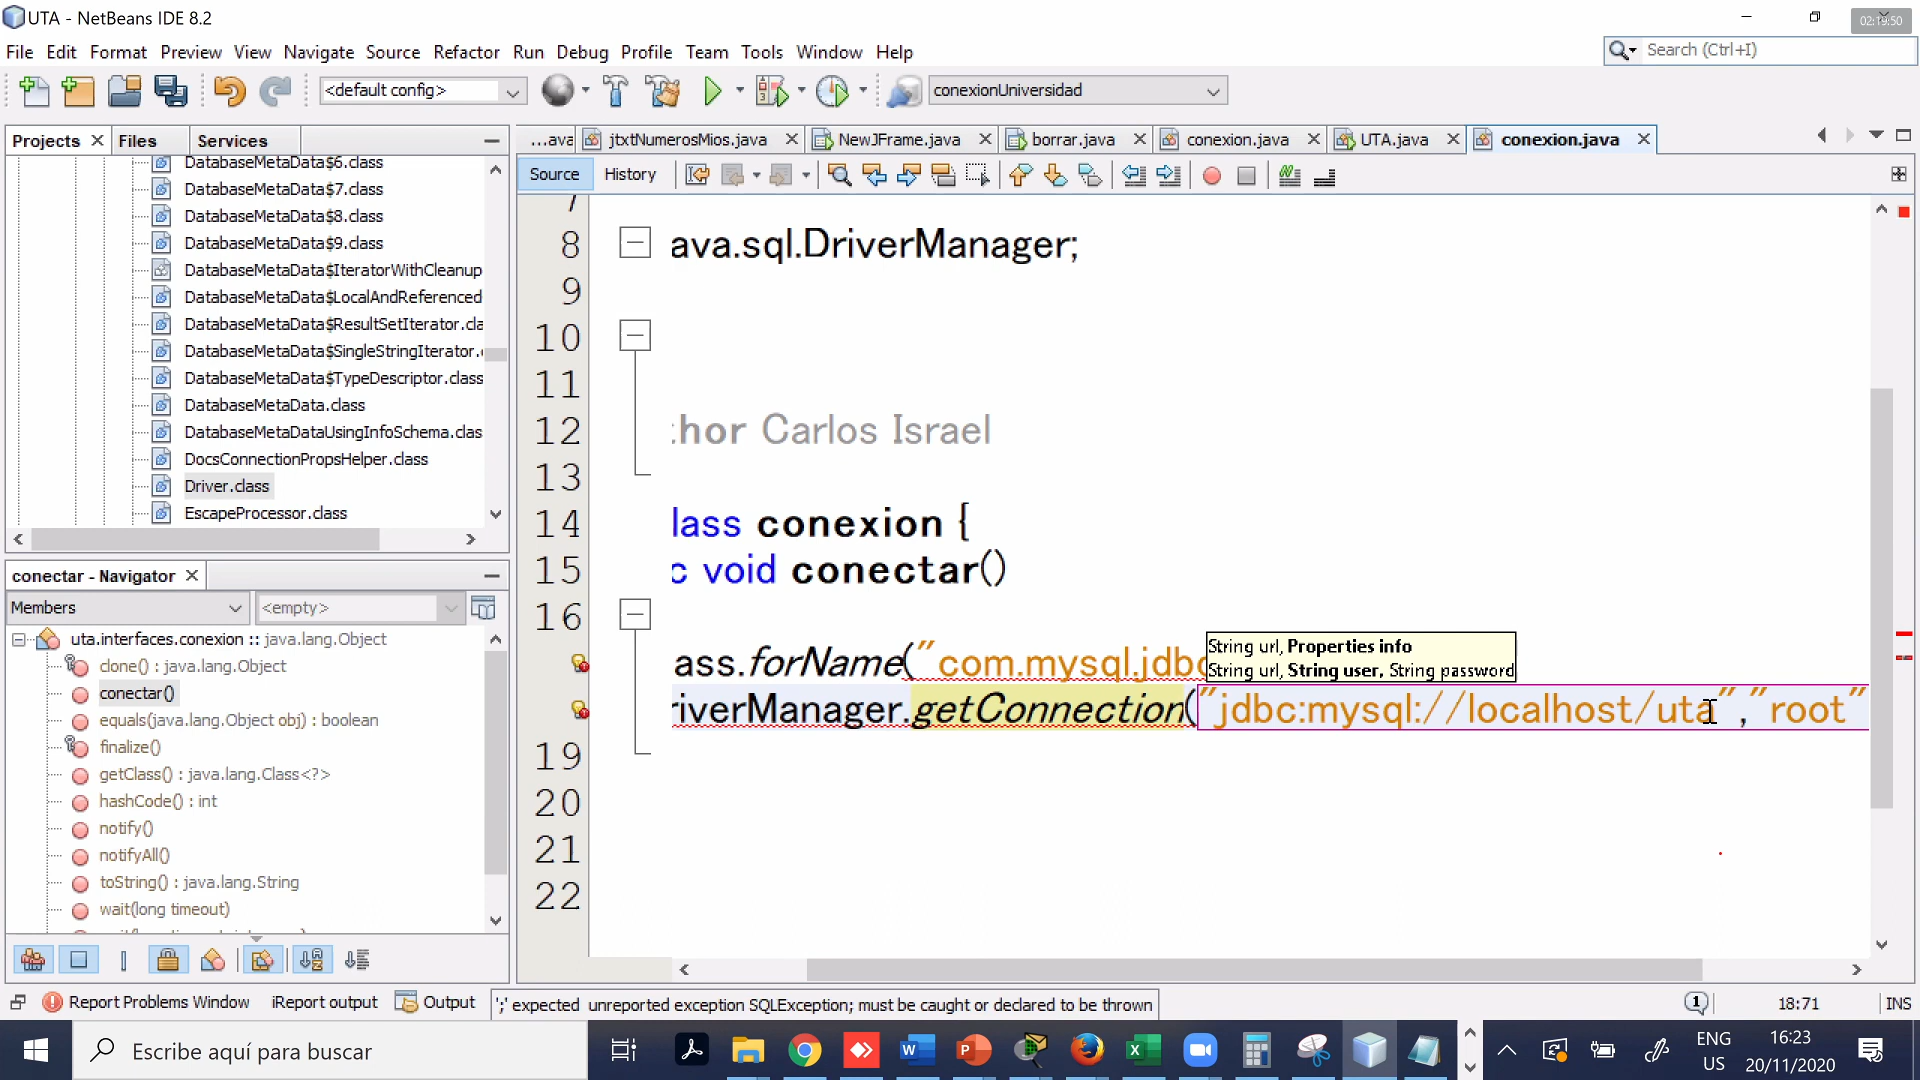 UTA - NetBeans IDE 8.2
02:19:50
File Edit Format Preview View Navigate Source Refactor Run Debug Profile Team Tools Window Help
Search (Ctrl+I)
<default config>
conexionUniversidad
Projects Files Services
...ava jtxtNumerosMios.java NewJFrame.java borrar.java conexion.java UTA.java conexion.java
Source History
DatabaseMetaData$6.class
DatabaseMetaData$7.class
DatabaseMetaData$8.class
DatabaseMetaData$9.class
DatabaseMetaData$IteratorWithCleanup
DatabaseMetaData$LocalAndReferenced
DatabaseMetaData$ResultSetIterator.cla
DatabaseMetaData$SingleStringIterator.
DatabaseMetaData$TypeDescriptor.class
DatabaseMetaData.class
DatabaseMetaDataUsingInfoSchema.clas
DocsConnectionPropsHelper.class
Driver.class
EscapeProcessor.class
conectar - Navigator
Members
<empty>
uta.interfaces.conexion :: java.lang.Object
clone() : java.lang.Object
conectar()
equals(java.lang.Object obj) : boolean
finalize()
getClass() : java.lang.Class<?>
hashCode() : int
notify()
notifyAll()
toString() : java.lang.String
wait(long timeout)
7
8 ava.sql.DriverManager;
9
10
11
12 thor Carlos Israel
13
14 lass conexion {
15 c void conectar()
16
String url, Properties info
String url, String user, String password
ass.forName("com.mysql.jdbc
riverManager.getConnection("jdbc:mysql://localhost/uta","root"
19
20
21
22
Report Problems Window iReport output Output
';' expected unreported exception SQLException; must be caught or declared to be thrown
1
18:71
INS
Escribe aquí para buscar
ENG
US
16:23
20/11/2020